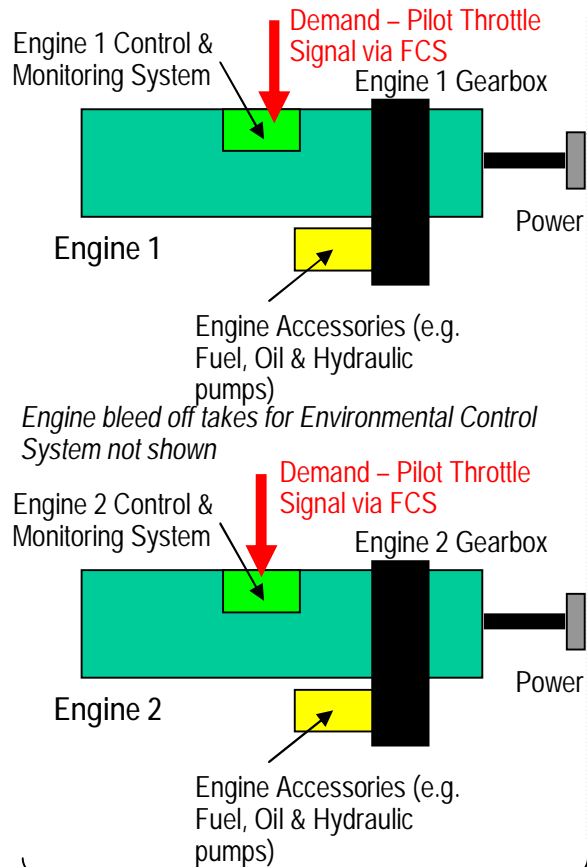 Demand – Pilot Throttle
Signal via FCS
Engine 1 Control &
Monitoring System
Engine 1 Gearbox
Power
Engine 1
Engine Accessories (e.g.
Fuel, Oil & Hydraulic
pumps)
Engine bleed off takes for Environmental Control
System not shown
Demand – Pilot Throttle
Signal via FCS
Engine 2 Control &
Monitoring System
Engine 2 Gearbox
Power
Engine 2
Engine Accessories (e.g.
Fuel, Oil & Hydraulic
pumps)